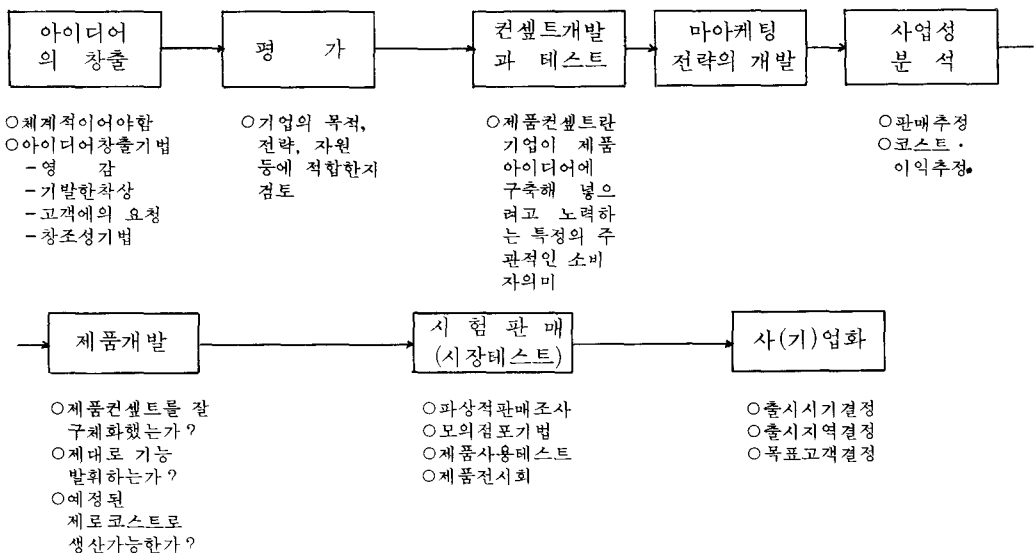 아이디어
의 창출
평 가
컨셒트개발
과 테스트
마아케팅
전략의 개발
사업성
분 석
○체계적이어야함
○아이디어창출기법
-영 감
-기발한착상
-고객에의 요청
-창조성기법
○기업의 목적,
전략, 자원
등에 적합한지
검토
○제품컨셒트란
기업이 제품
아이디어에
구축해 넣으
려고 노력하
는 특정의 주
관적인 소비
자의미
○판매추정
○코스트·
이익추정.
제품개발
시 험 판 매
(시장테스트)
사(기)업화
○제품컨셒트를 잘
구체화했는가?
○제대로 기능
발휘하는가?
○예정된
제로코스트로
생산가능한가?
○파상적판매조사
○모의점포기법
○제품사용테스트
○제품전시회
○출시시기결정
○출시지역결정
○목표고객결정